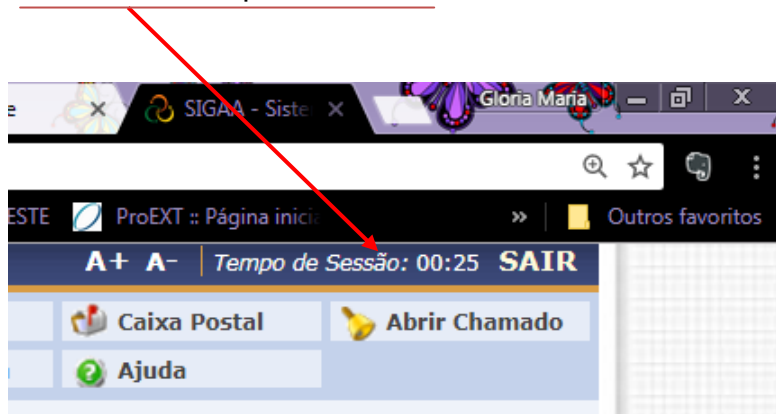 Gloria Maria
e
SIGAA - Siste
ESTE ProEXT :: Página inicia » Outros favoritos
A+ A- Tempo de Sessão: 00:25 SAIR
Caixa Postal Abrir Chamado
Ajuda